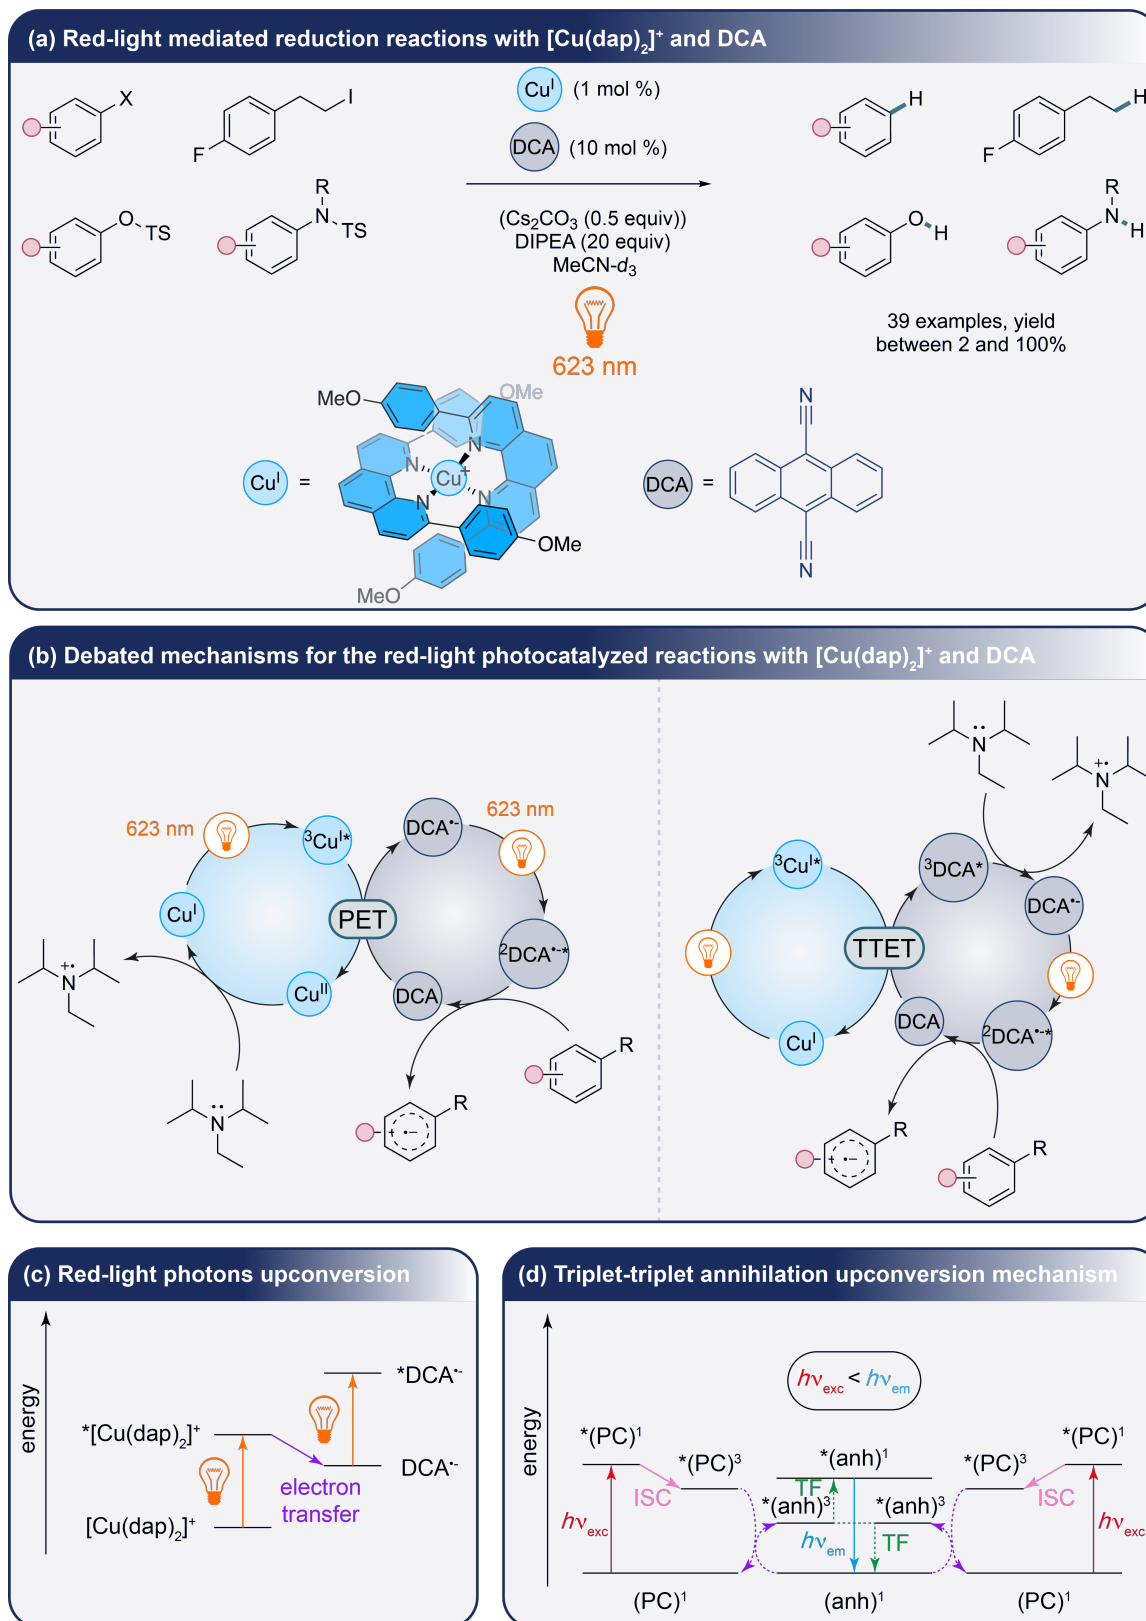 (a) Red-light mediated reduction reactions with [Cu(dap)₂]⁺ and DCA
X
I
F
Cuᴵ (1 mol %)
DCA (10 mol %)
H
H
F
O
TS
R
N
TS
(Cs₂CO₃ (0.5 equiv))
DIPEA (20 equiv)
MeCN-d₃
O
H
R
N
H
623 nm
39 examples, yield
between 2 and 100%
MeO
OMe
N
N
N
N
Cu⁺
OMe
MeO
Cuᴵ =
DCA =
N
N
(b) Debated mechanisms for the red-light photocatalyzed reactions with [Cu(dap)₂]⁺ and DCA
623 nm
³Cuᴵ*
Cuᴵ
Cuᴵᴵ
PET
DCA•-
623 nm
²DCA•-*
DCA
+•
N
••
N
R
R
+
•–
••
N
+•
N
³Cuᴵ*
Cuᴵ
TTET
³DCA*
DCA•-
²DCA•-*
DCA
R
+
•–
R
(c) Red-light photons upconversion
energy
*DCA•-
*[Cu(dap)₂]⁺
DCA•-
electron
transfer
[Cu(dap)₂]⁺
(d) Triplet-triplet annihilation upconversion mechanism
energy
hνexc < hνem
*(PC)¹
*(PC)¹
*(PC)³
*(anh)¹
*(PC)³
ISC
TF
ISC
*(anh)³
*(anh)³
hνexc
hνem
TF
hνexc
(PC)¹
(anh)¹
(PC)¹